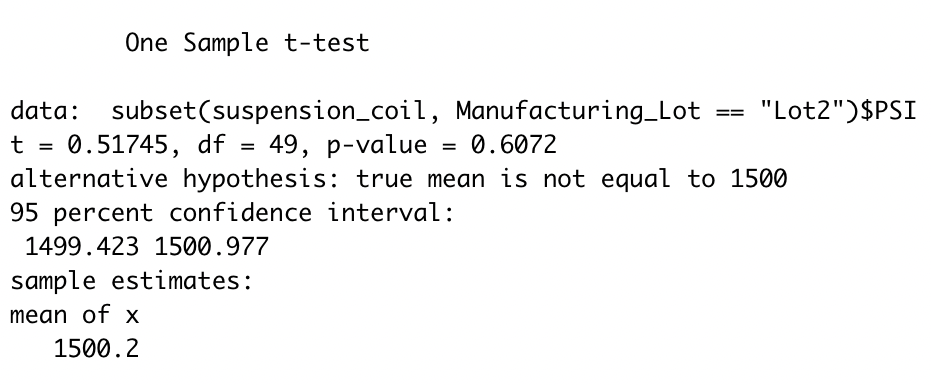 One Sample t-test
data:  subset(suspension_coil, Manufacturing_Lot == "Lot2")$PSI
t = 0.51745, df = 49, p-value = 0.6072
alternative hypothesis: true mean is not equal to 1500
95 percent confidence interval:
1499.423 1500.977
sample estimates:
mean of x
1500.2